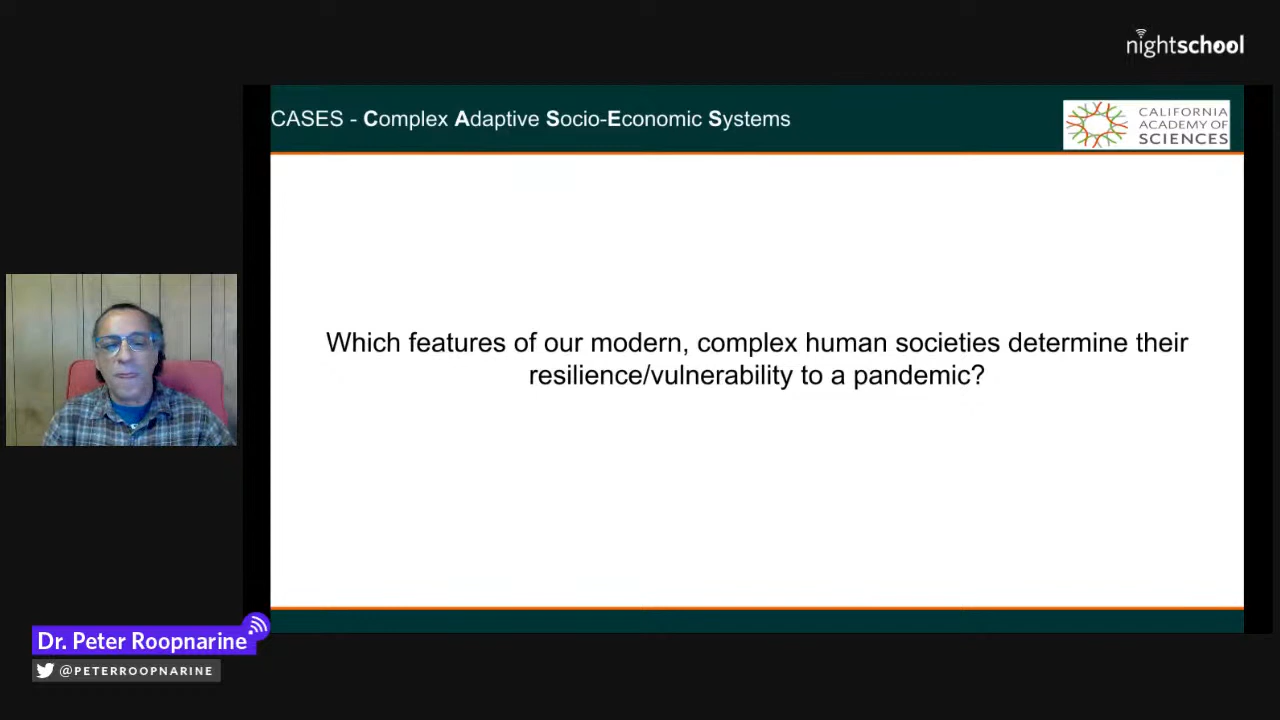 nightschool
CASES - Complex Adaptive Socio-Economic Systems
CALIFORNIA
ACADEMY OF
SCIENCES
Which features of our modern, complex human societies determine their
resilience/vulnerability to a pandemic?
Dr. Peter Roopnarine
@PETERROOPNARINE